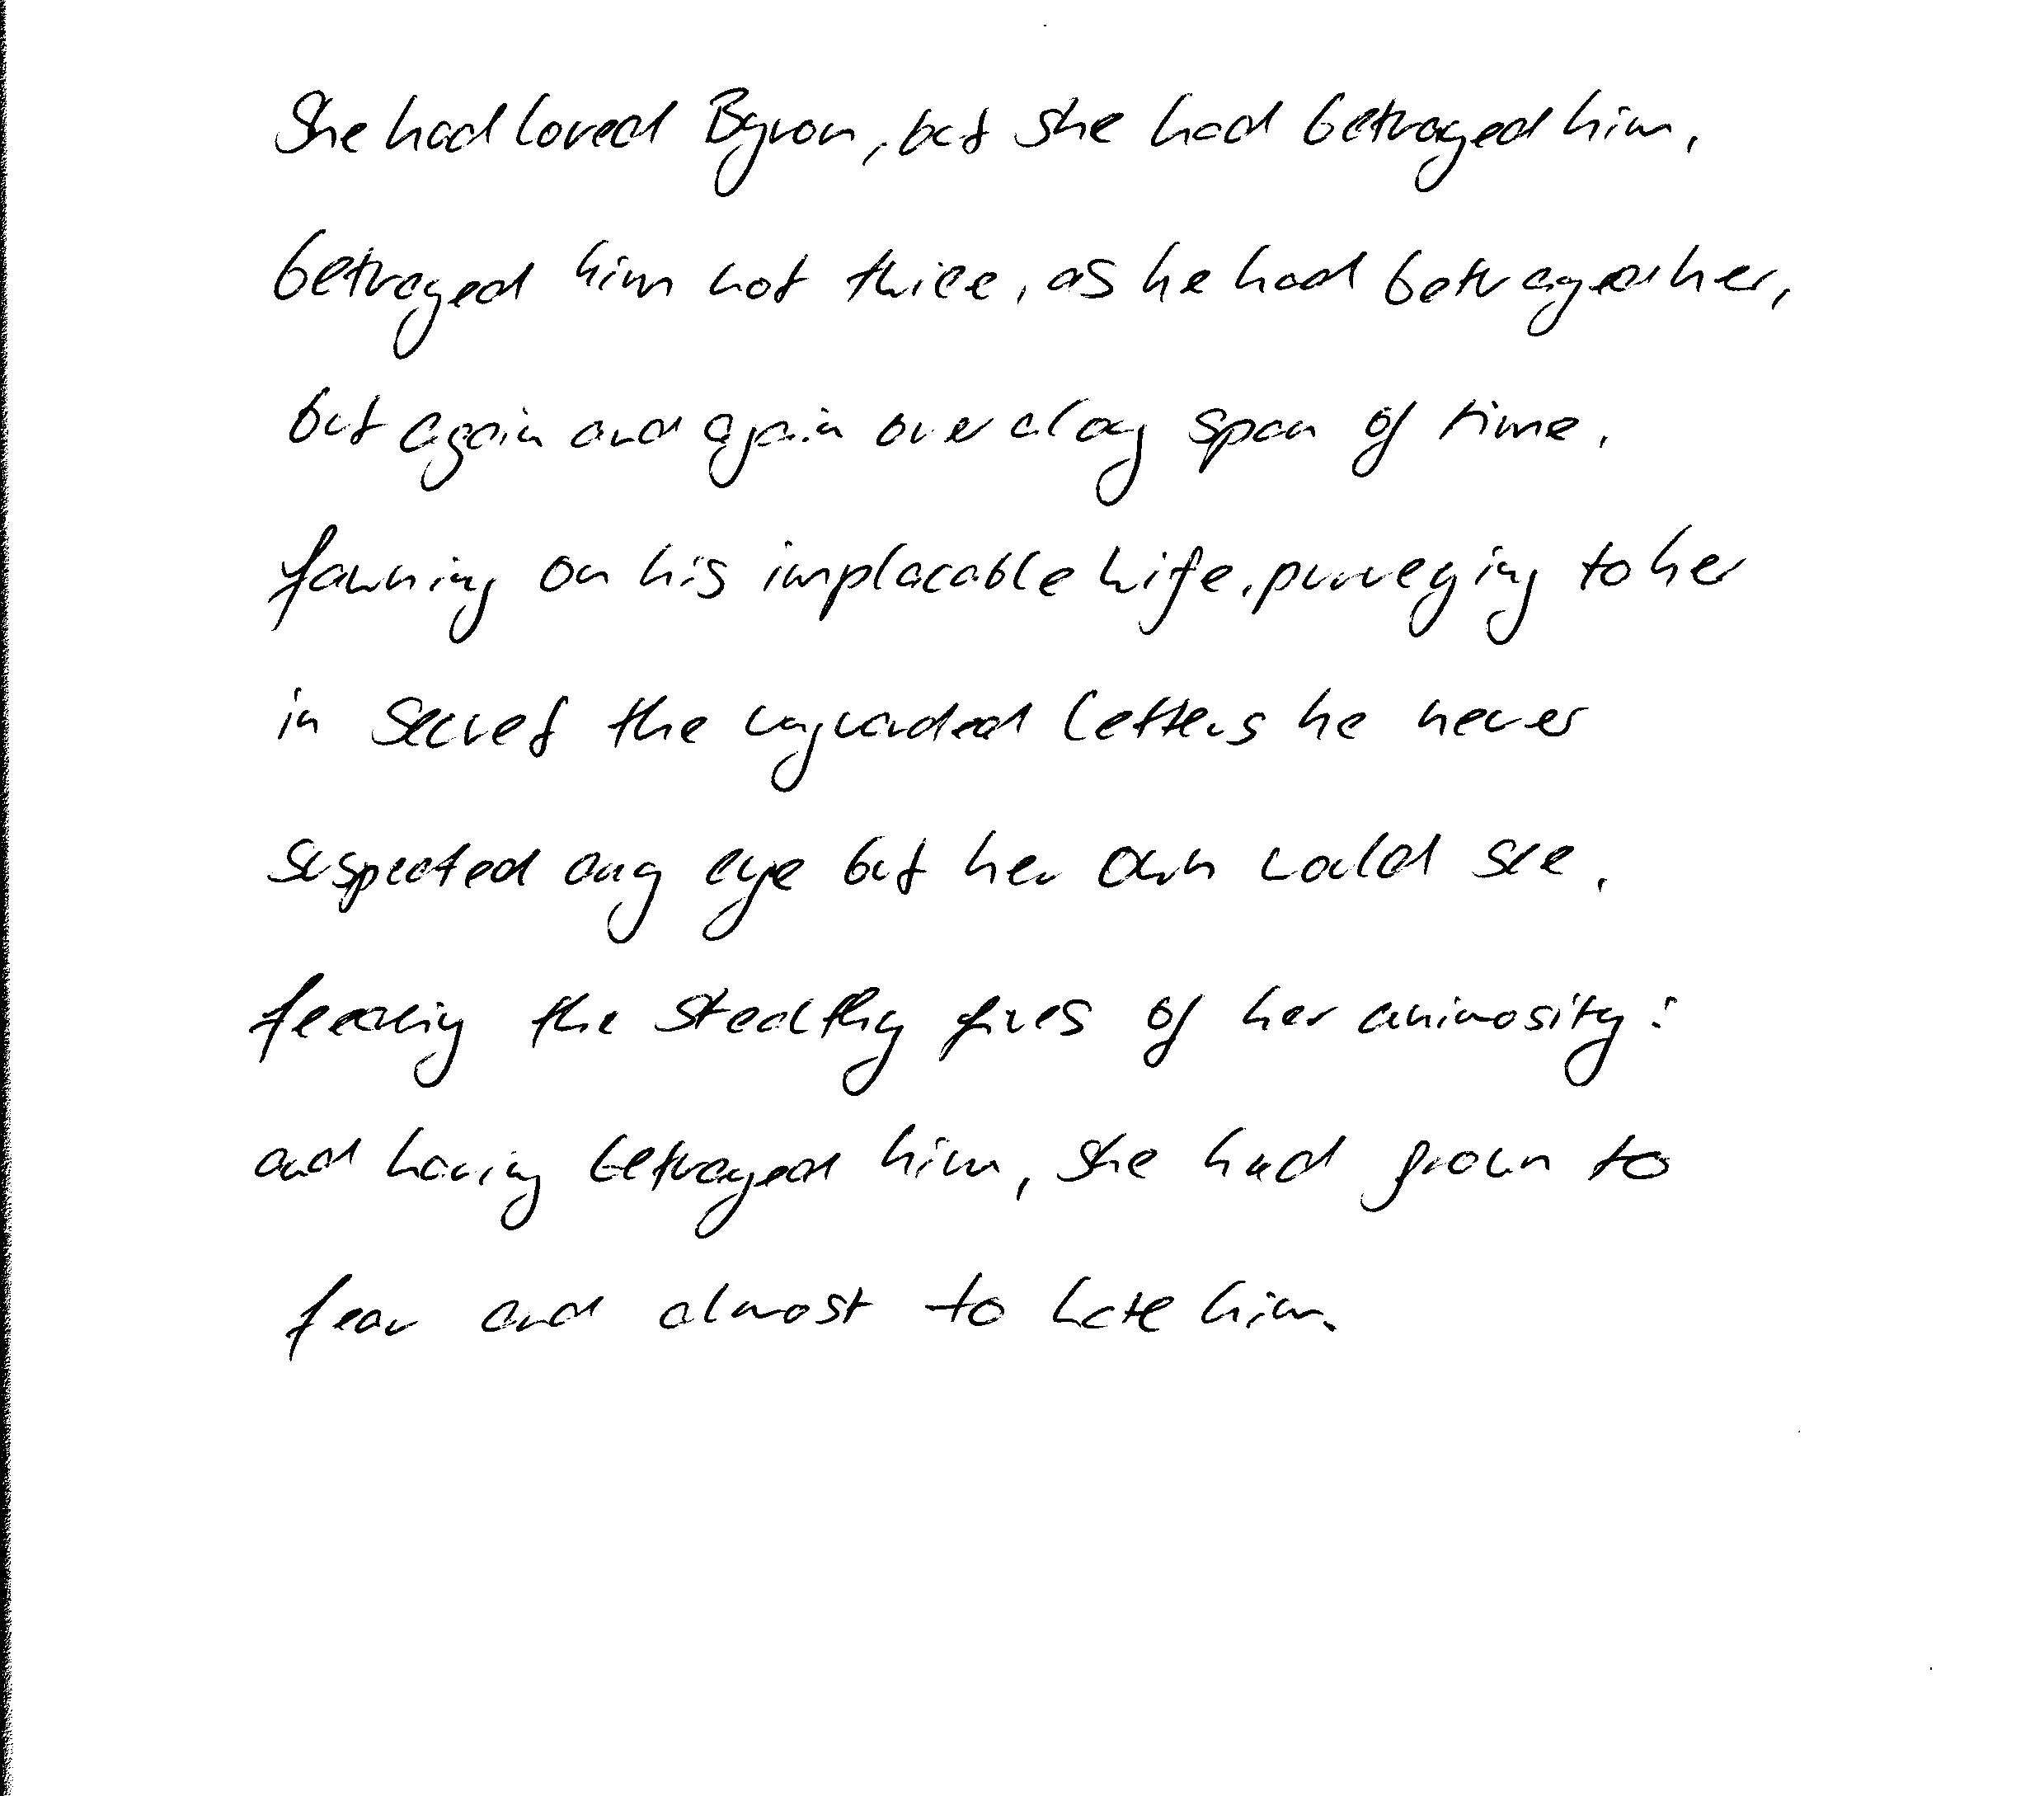 She had loved Byron, but she had betrayed him,
betrayed him not twice, as he had betrayed her,
but again and again over a long span of time,
fawning on his implacable wife, purveying to her
in secret the unguarded letters he never
suspected any eye but her own would see,
feeding the stealthy fires of her animosity:
and having betrayed him, she had grown to
fear and almost to hate him.